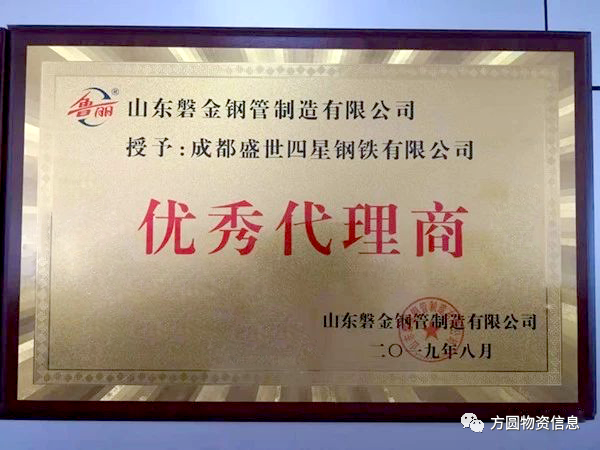 鲁丽®
山东磐金钢管制造有限公司
授予：成都盛世四星钢铁有限公司
优秀代理商
山东磐金钢管制造有限公司
二〇一九年八月
方圆物资信息